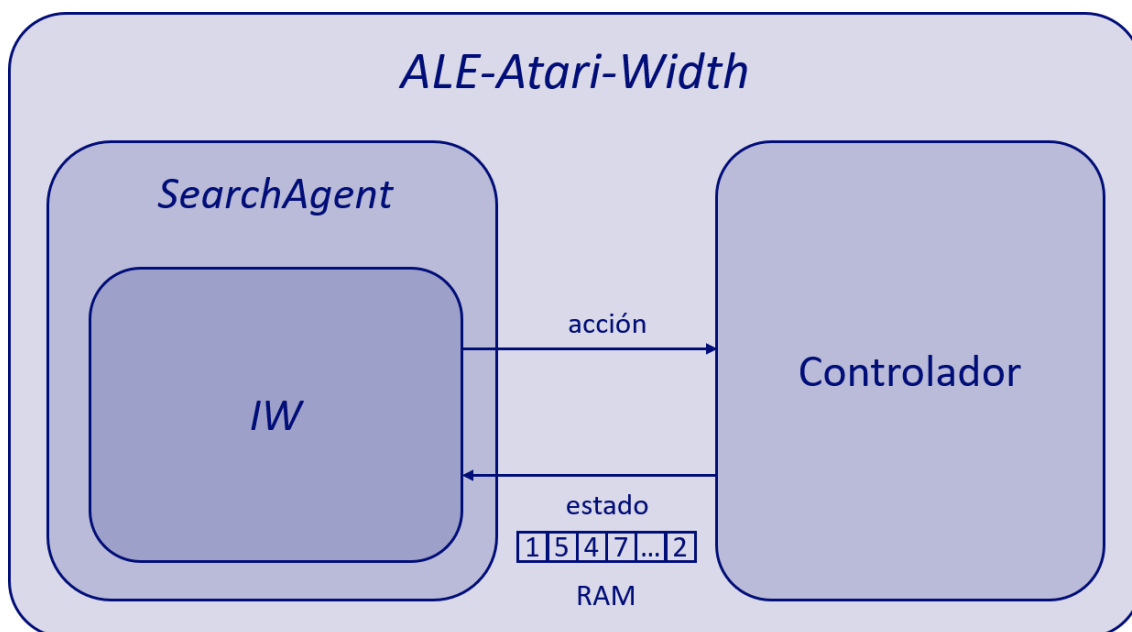 ALE-Atari-Width
SearchAgent
IW
acción
Controlador
estado
1 5 4 7 ... 2
RAM